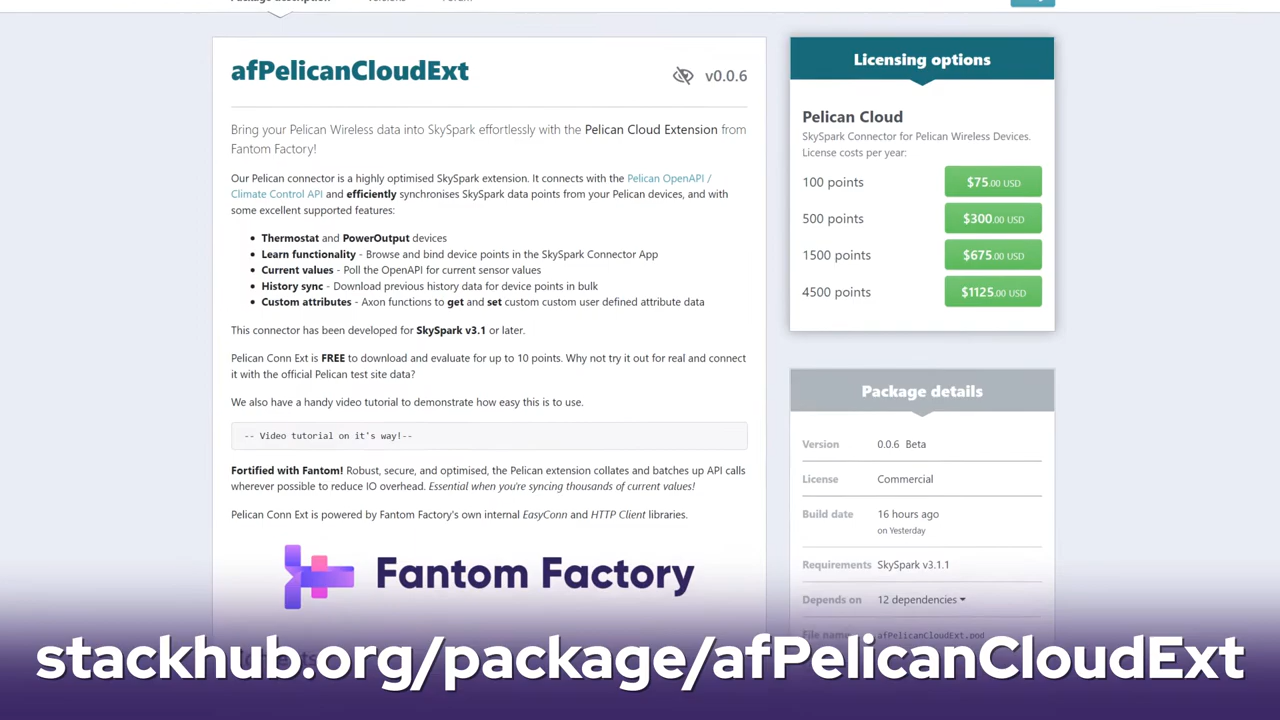 afPelicanCloudExt
v0.0.6
Bring your Pelican Wireless data into SkySpark effortlessly with the Pelican Cloud Extension from
Fantom Factory!
Our Pelican connector is a highly optimised SkySpark extension. It connects with the Pelican OpenAPI /
Climate Control API and efficiently synchronises SkySpark data points from your Pelican devices, and with
some excellent supported features:
Thermostat and PowerOutput devices
Learn functionality - Browse and bind device points in the SkySpark Connector App
Current values - Poll the OpenAPI for current sensor values
History sync - Download previous history data for device points in bulk
Custom attributes - Axon functions to get and set custom custom user defined attribute data
This connector has been developed for SkySpark v3.1 or later.
Pelican Conn Ext is FREE to download and evaluate for up to 10 points. Why not try it out for real and connect
it with the official Pelican test site data?
We also have a handy video tutorial to demonstrate how easy this is to use.
-- Video tutorial on it's way!--
Fortified with Fantom! Robust, secure, and optimised, the Pelican extension collates and batches up API calls
wherever possible to reduce IO overhead. Essential when you're syncing thousands of current values!
Pelican Conn Ext is powered by Fantom Factory's own internal EasyConn and HTTP Client libraries.
Fantom Factory
Licensing options
Pelican Cloud
SkySpark Connector for Pelican Wireless Devices.
License costs per year:
100 points $75.00 USD
500 points $300.00 USD
1500 points $675.00 USD
4500 points $1125.00 USD
Package details
Version 0.0.6 Beta
License Commercial
Build date 16 hours ago
on Yesterday
Requirements SkySpark v3.1.1
Depends on 12 dependencies
File name afPelicanCloudExt.pod
stackhub.org/package/afPelicanCloudExt